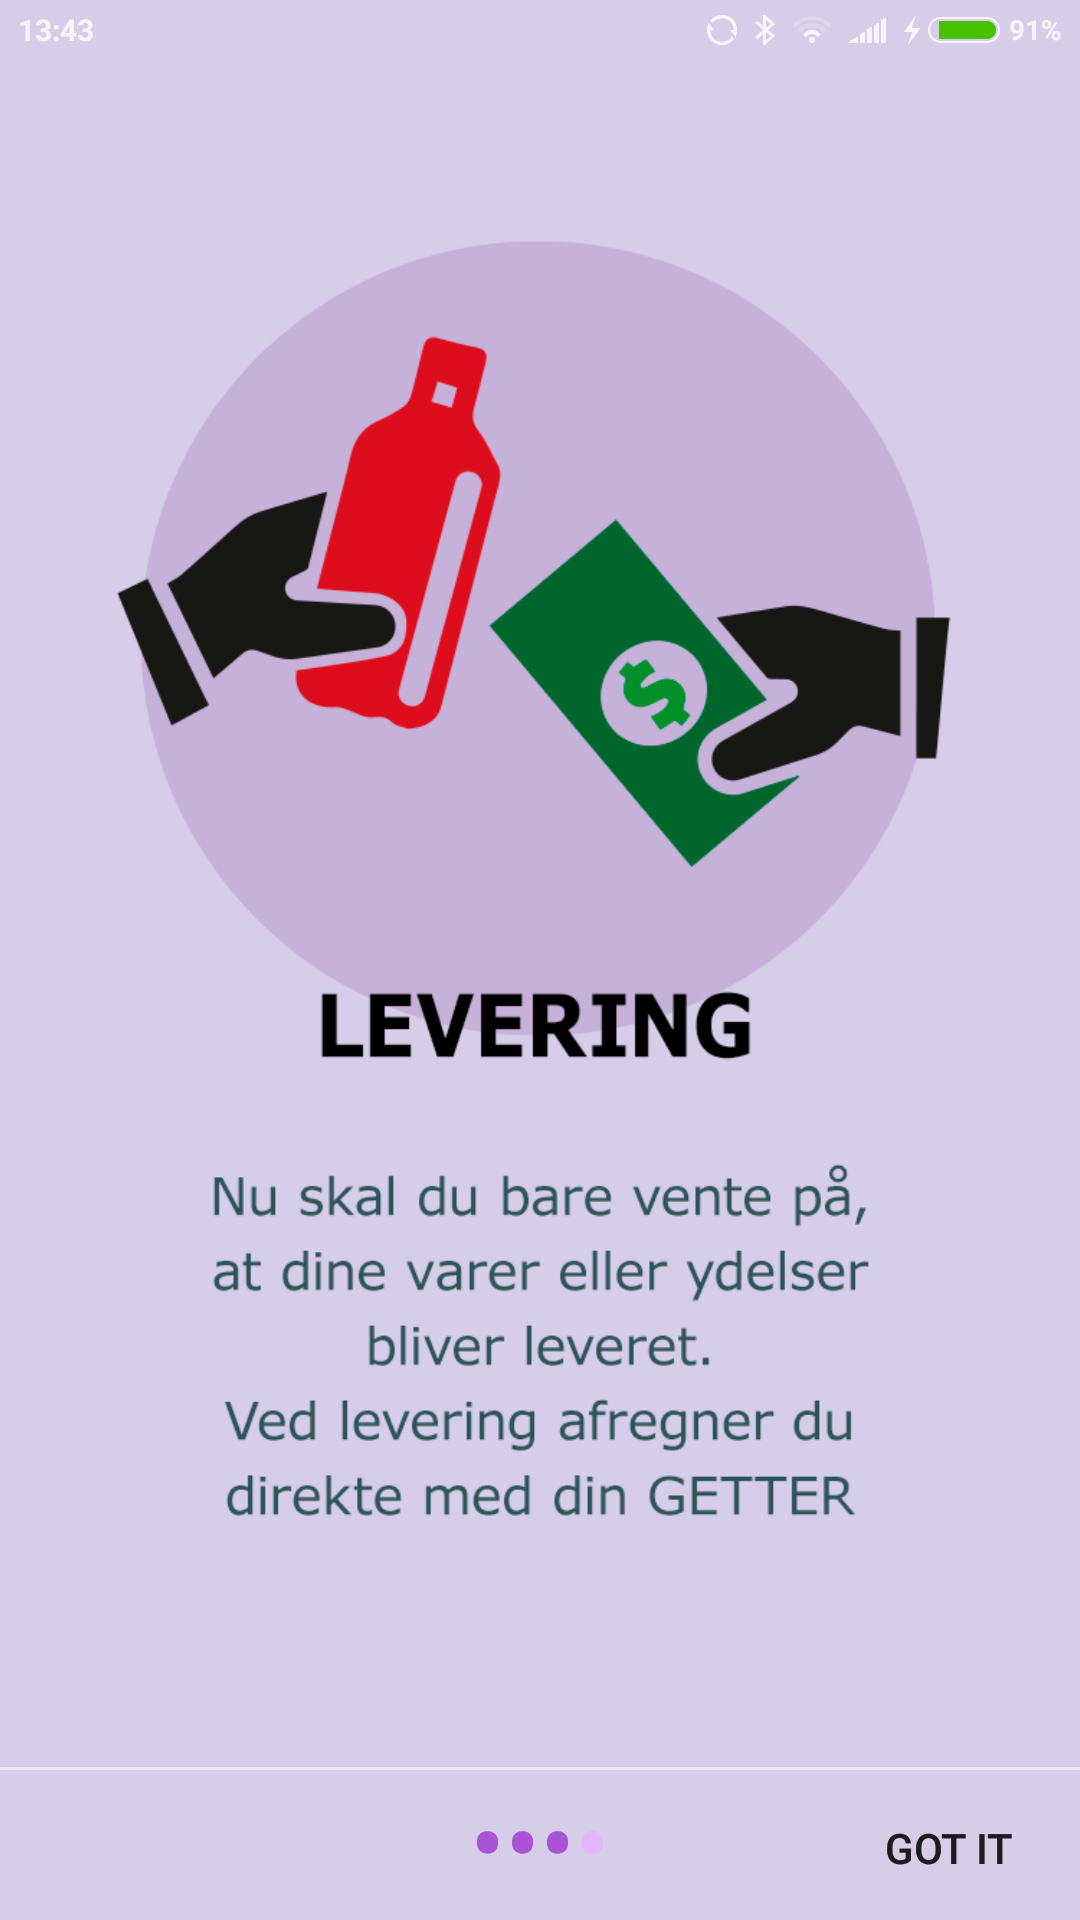 13:43
91%
$
LEVERING
Nu skal du bare vente på,
at dine varer eller ydelser
bliver leveret.
Ved levering afregner du
direkte med din GETTER
GOT IT